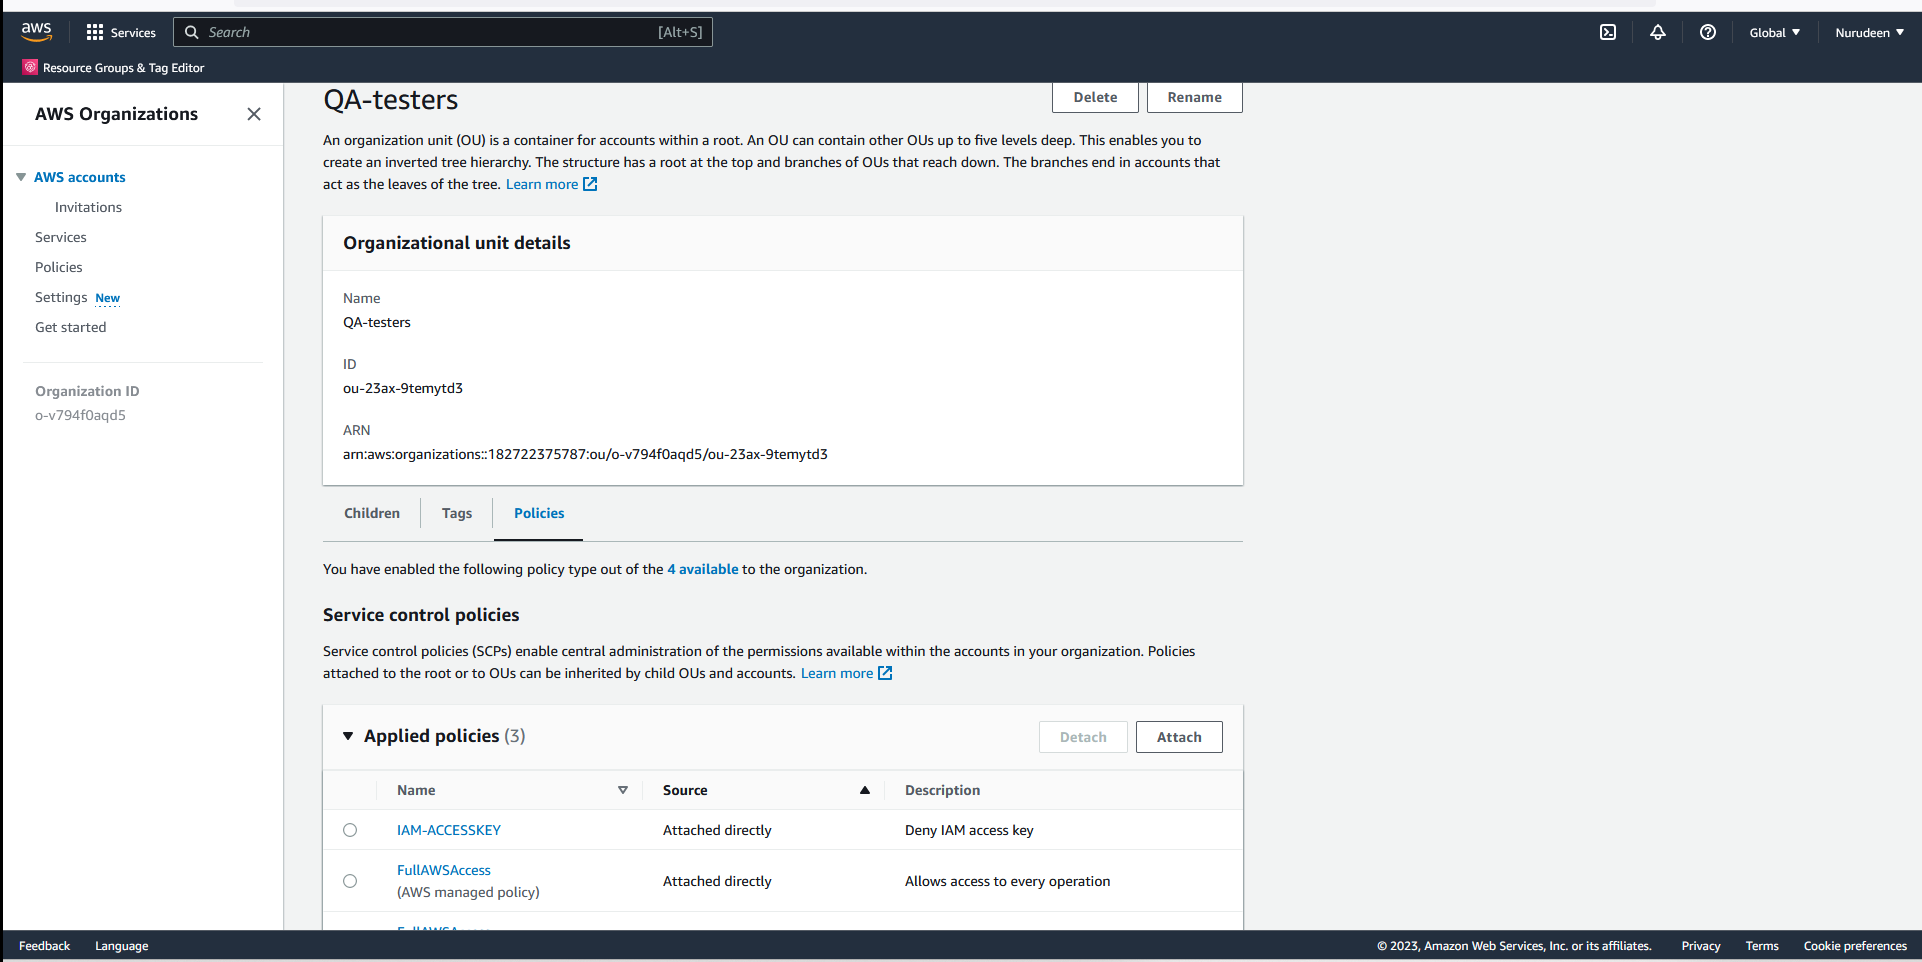 aws
Services
Search
[Alt+S]
Global
Nurudeen
Resource Groups & Tag Editor
AWS Organizations
AWS accounts
Invitations
Services
Policies
Settings New
Get started
Organization ID
o-v794f0aqd5
QA-testers
Delete
Rename
An organization unit (OU) is a container for accounts within a root. An OU can contain other OUs up to five levels deep. This enables you to
create an inverted tree hierarchy. The structure has a root at the top and branches of OUs that reach down. The branches end in accounts that
act as the leaves of the tree. Learn more
Organizational unit details
Name
QA-testers
ID
ou-23ax-9temytd3
ARN
arn:aws:organizations::182722375787:ou/o-v794f0aqd5/ou-23ax-9temytd3
Children
Tags
Policies
You have enabled the following policy type out of the 4 available to the organization.
Service control policies
Service control policies (SCPs) enable central administration of the permissions available within the accounts in your organization. Policies
attached to the root or to OUs can be inherited by child OUs and accounts. Learn more
Applied policies (3)
Detach
Attach
Name
Source
Description
IAM-ACCESSKEY
Attached directly
Deny IAM access key
FullAWSAccess
(AWS managed policy)
Attached directly
Allows access to every operation
Feedback
Language
© 2023, Amazon Web Services, Inc. or its affiliates.
Privacy
Terms
Cookie preferences